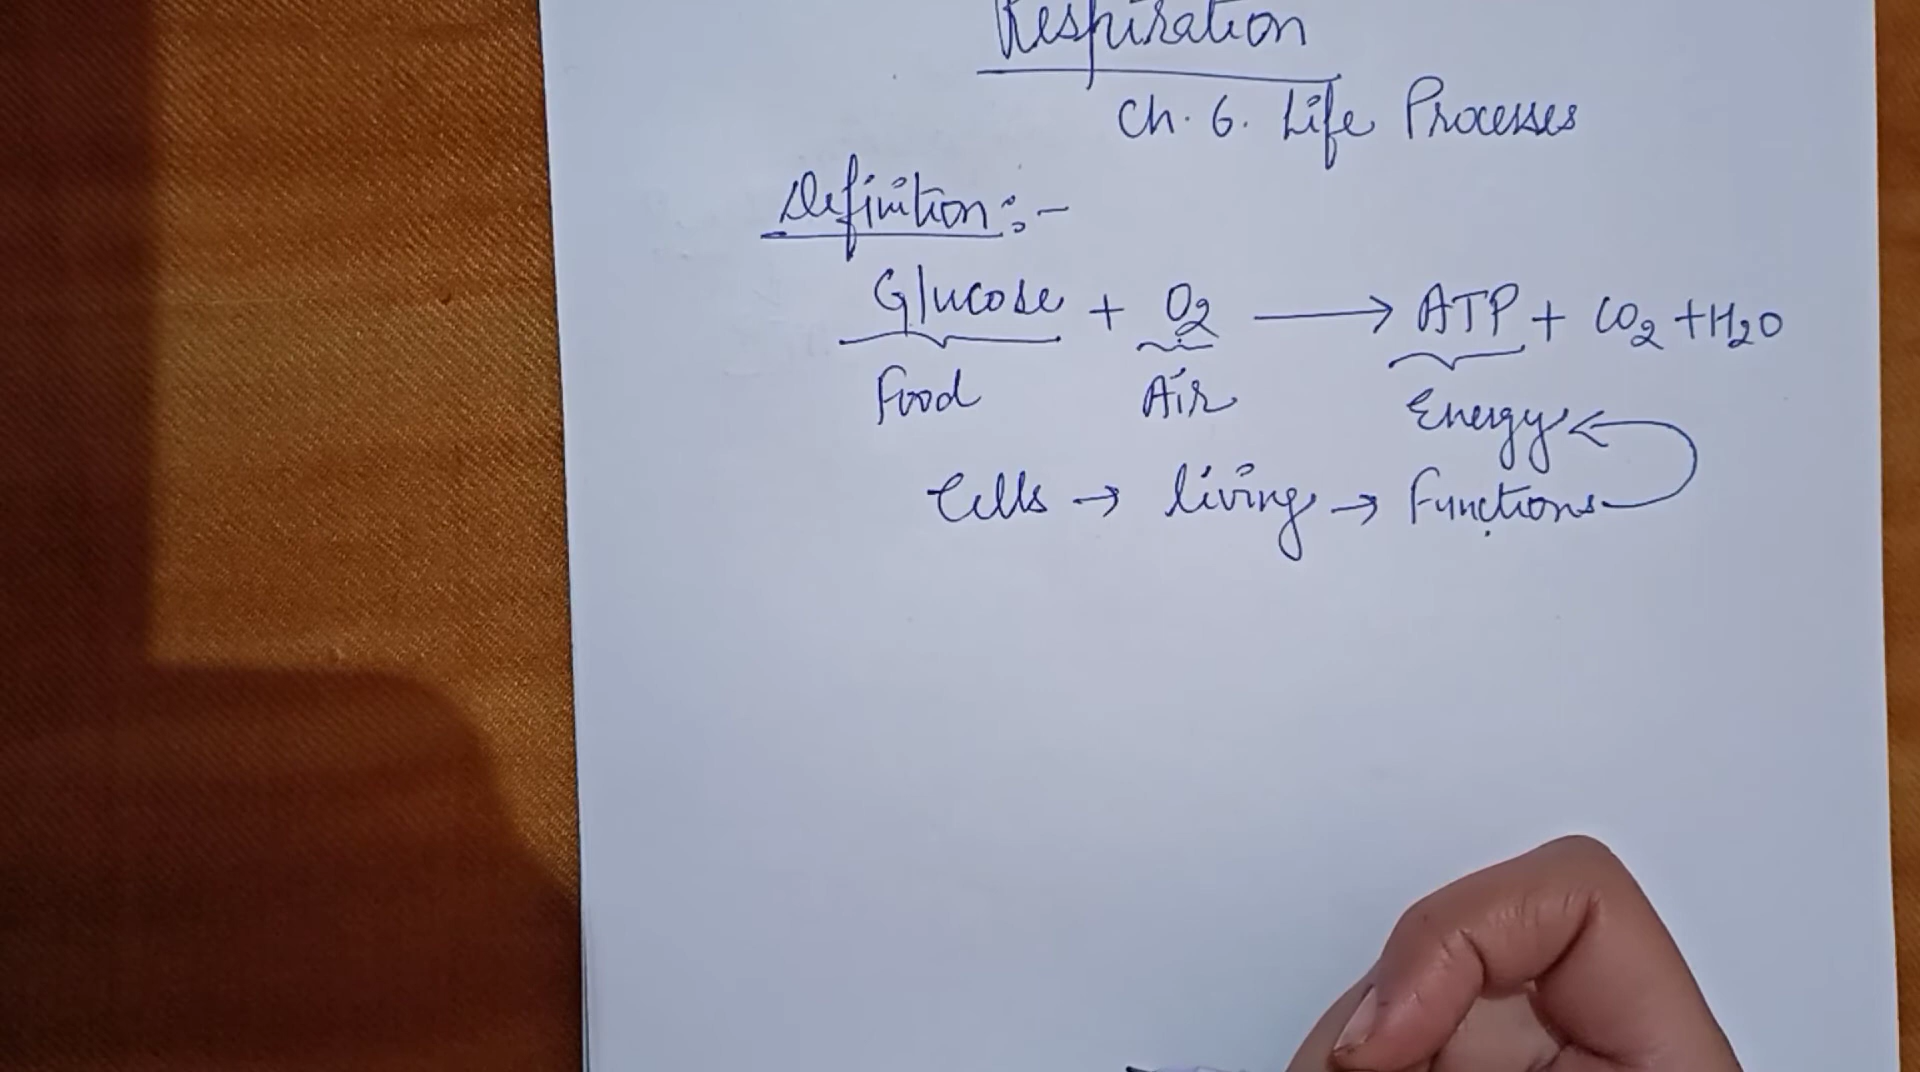 Respiration
Ch. 6. Life Processes
Definition :-
Glucose + O2 → ATP + CO2 + H2O
Food Air Energy
Cells → living → Functions